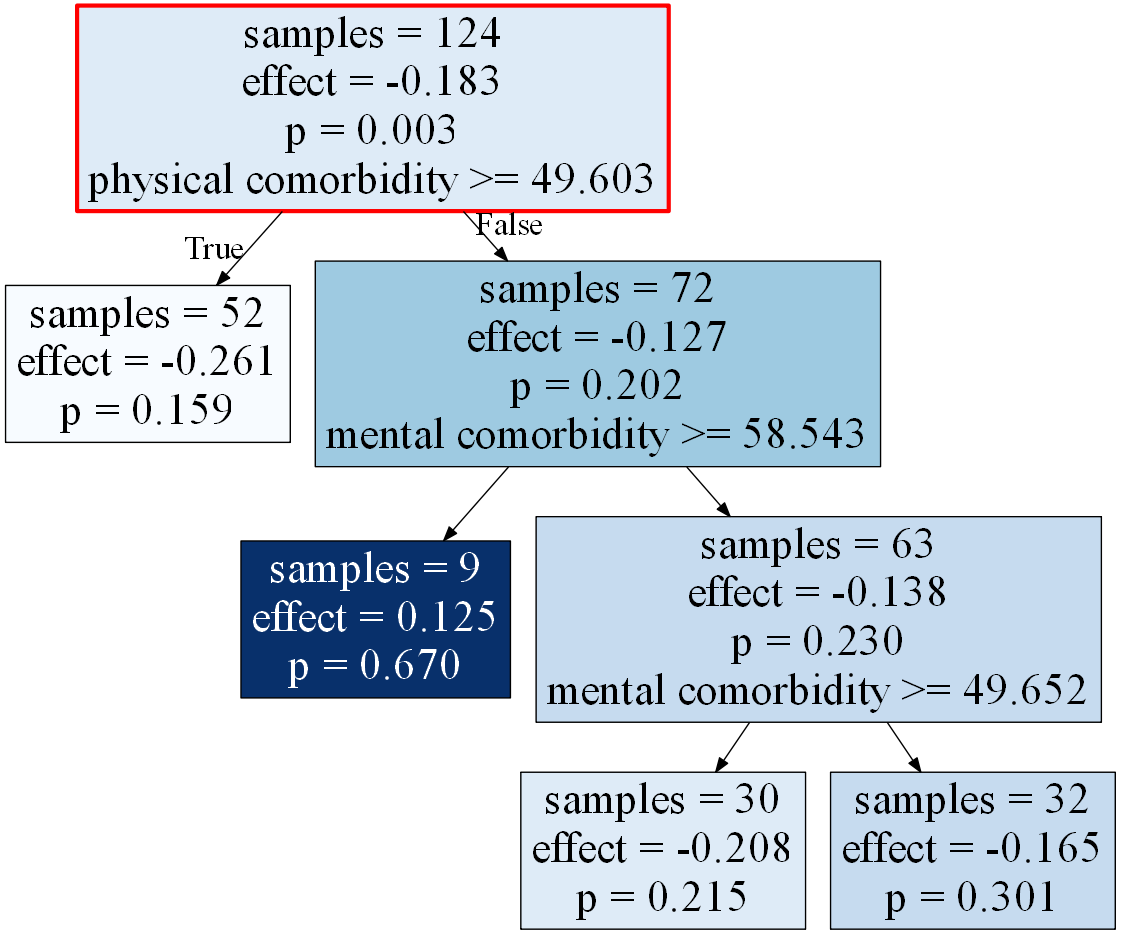 samples = 124
effect = -0.183
p = 0.003
physical comorbidity >= 49.603
True
False
samples = 52
effect = -0.261
p = 0.159
samples = 72
effect = -0.127
p = 0.202
mental comorbidity >= 58.543
samples = 9
effect = 0.125
p = 0.670
samples = 63
effect = -0.138
p = 0.230
mental comorbidity >= 49.652
samples = 30
effect = -0.208
p = 0.215
samples = 32
effect = -0.165
p = 0.301